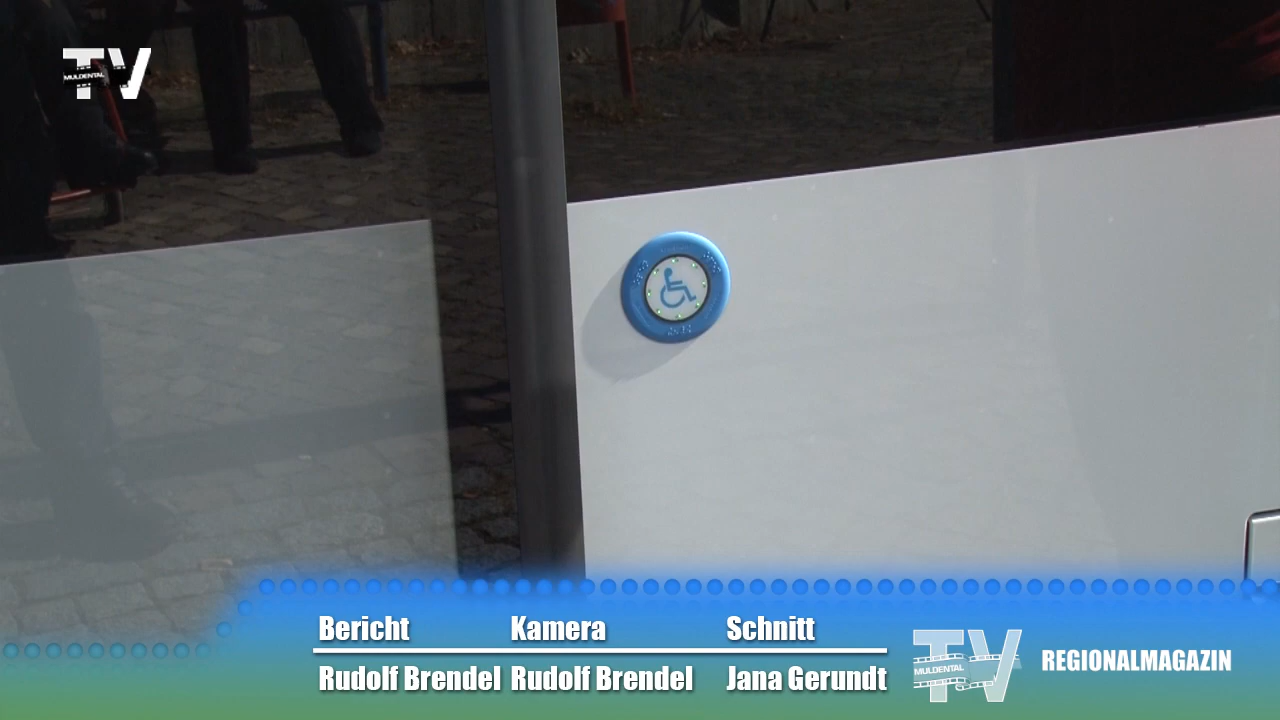 TV
MULDENTAL
Bericht Kamera Schnitt
Rudolf Brendel Rudolf Brendel Jana Gerundt
TV
MULDENTAL
REGIONALMAGAZIN